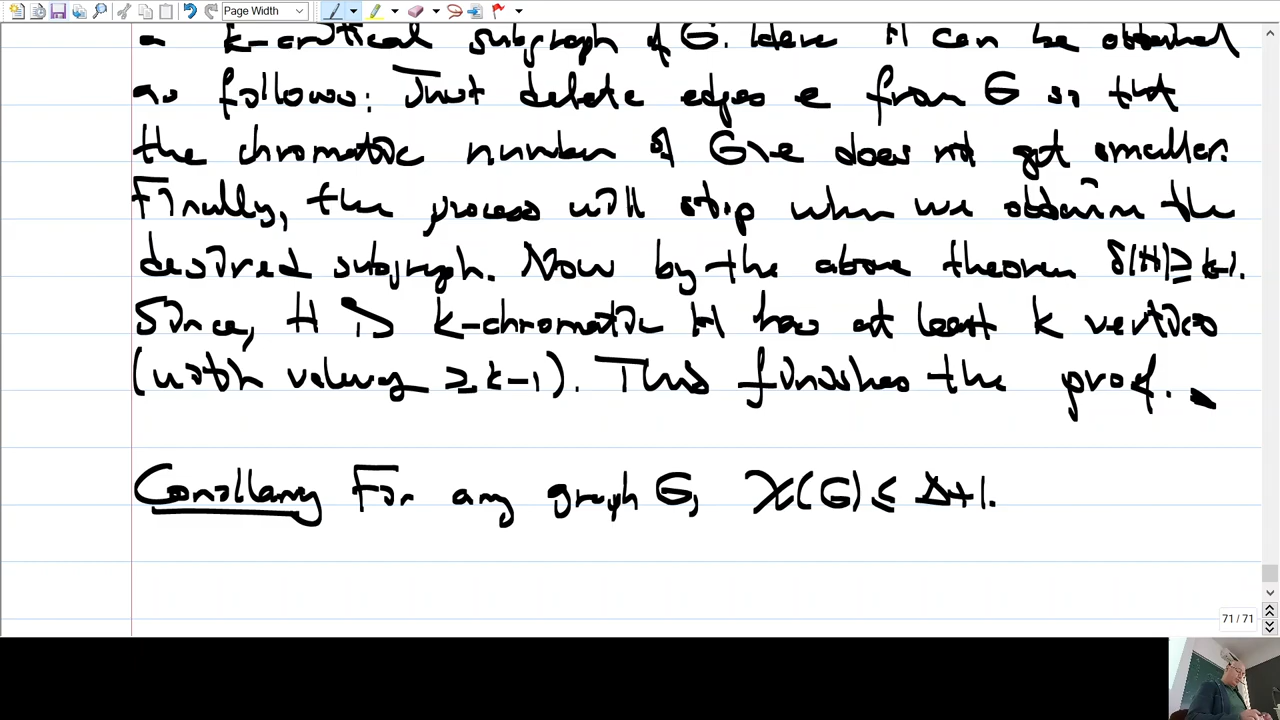 Page Width
a k-critical subgraph of G. Here H can be obtained
as follows: Just delete edges e from G so that
the chromatic number of G\e does not get smaller.
Finally, the process will stop when we obtain the
desired subgraph. Now by the above theorem δ(H)≥k-1.
Since, H is k-chromatic H has at least k vertices
(with valency ≥k-1). This finishes the proof.
Corollary For any graph G, χ(G) ≤ Δ+1.
71 / 71